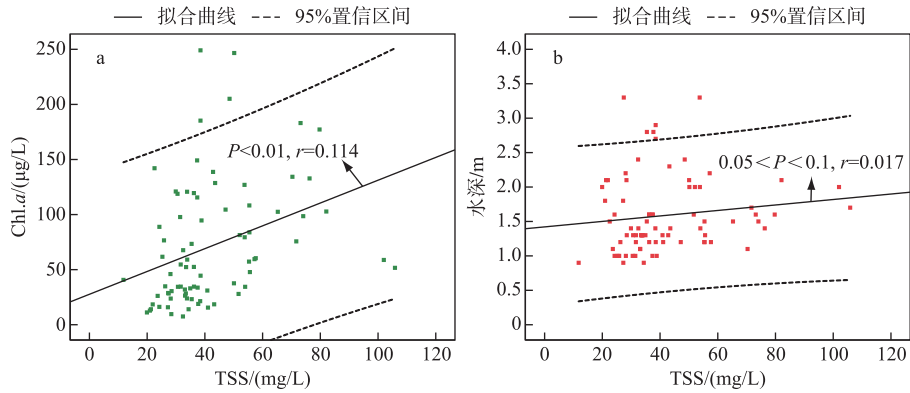 拟合曲线 95%置信区间
a
250
200
150
100
50
0
Chl.a/(μg/L)
P<0.01, r=0.114
0 20 40 60 80 100 120
TSS/(mg/L)
拟合曲线 95%置信区间
b
4.0
3.5
3.0
2.5
2.0
1.5
1.0
0.5
0
水深/m
0.05<P<0.1, r=0.017
0 20 40 60 80 100 120
TSS/(mg/L)